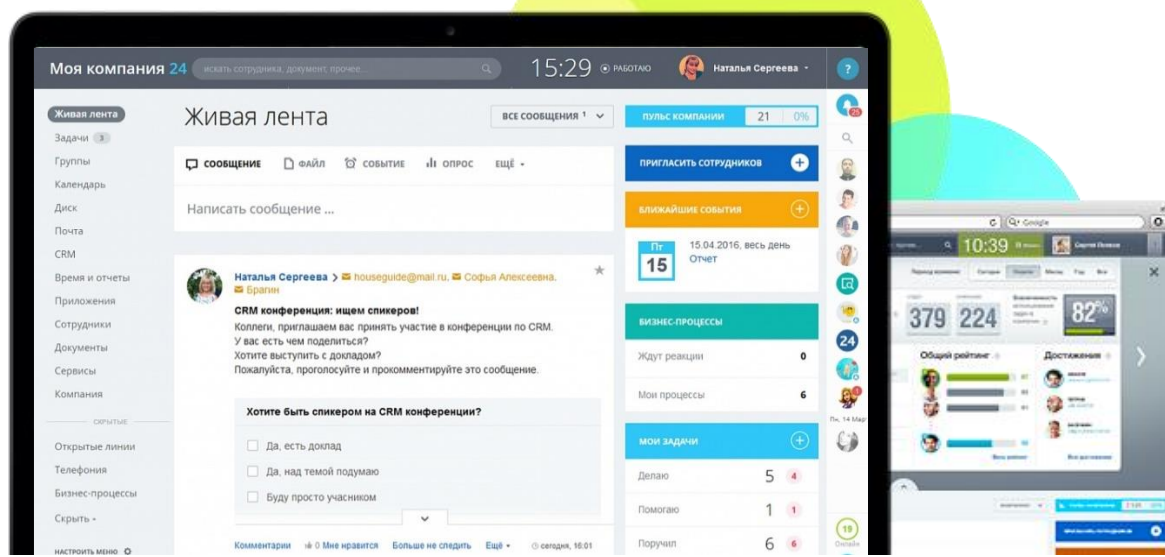 Моя компания 24
искать сотрудника, документ, прочее...
15:29
РАБОТАЮ
Наталья Сергеева
?
Живая лента
Задачи 3
Группы
Календарь
Диск
Почта
CRM
Время и отчеты
Приложения
Сотрудники
Документы
Сервисы
Компания
СКРЫТЫЕ
Открытые линии
Телефония
Бизнес-процессы
Скрыть
НАСТРОИТЬ МЕНЮ
Живая лента
ВСЕ СООБЩЕНИЯ 1
СООБЩЕНИЕ ФАЙЛ СОБЫТИЕ ОПРОС ЕЩЁ
Написать сообщение ...
Наталья Сергеева > houseguide@mail.ru, Софья Алексеевна,
Брагин
CRM конференция: ищем спикеров!
Коллеги, приглашаем вас принять участие в конференции по CRM.
У вас есть чем поделиться?
Хотите выступить с докладом?
Пожалуйста, проголосуйте и прокомментируйте это сообщение.
Хотите быть спикером на CRM конференции?
Да, есть доклад
Да, над темой подумаю
Буду просто учасником
Комментарии 0 Мне нравится Больше не следить Ещё сегодня, 16:01
ПУЛЬС КОМПАНИИ 21 0%
ПРИГЛАСИТЬ СОТРУДНИКОВ
БЛИЖАЙШИЕ СОБЫТИЯ
Пт
15
15.04.2016, весь день
Отчет
БИЗНЕС-ПРОЦЕССЫ
Ждут реакции 0
Мои процессы 6
МОИ ЗАДАЧИ
Делаю 5 4
Помогаю 1 1
Поручил 6 6
25
24
1
Пн, 14 Мар
19
Онлайн
Google
10:39
379 224
82%
Общий рейтинг
Достижения